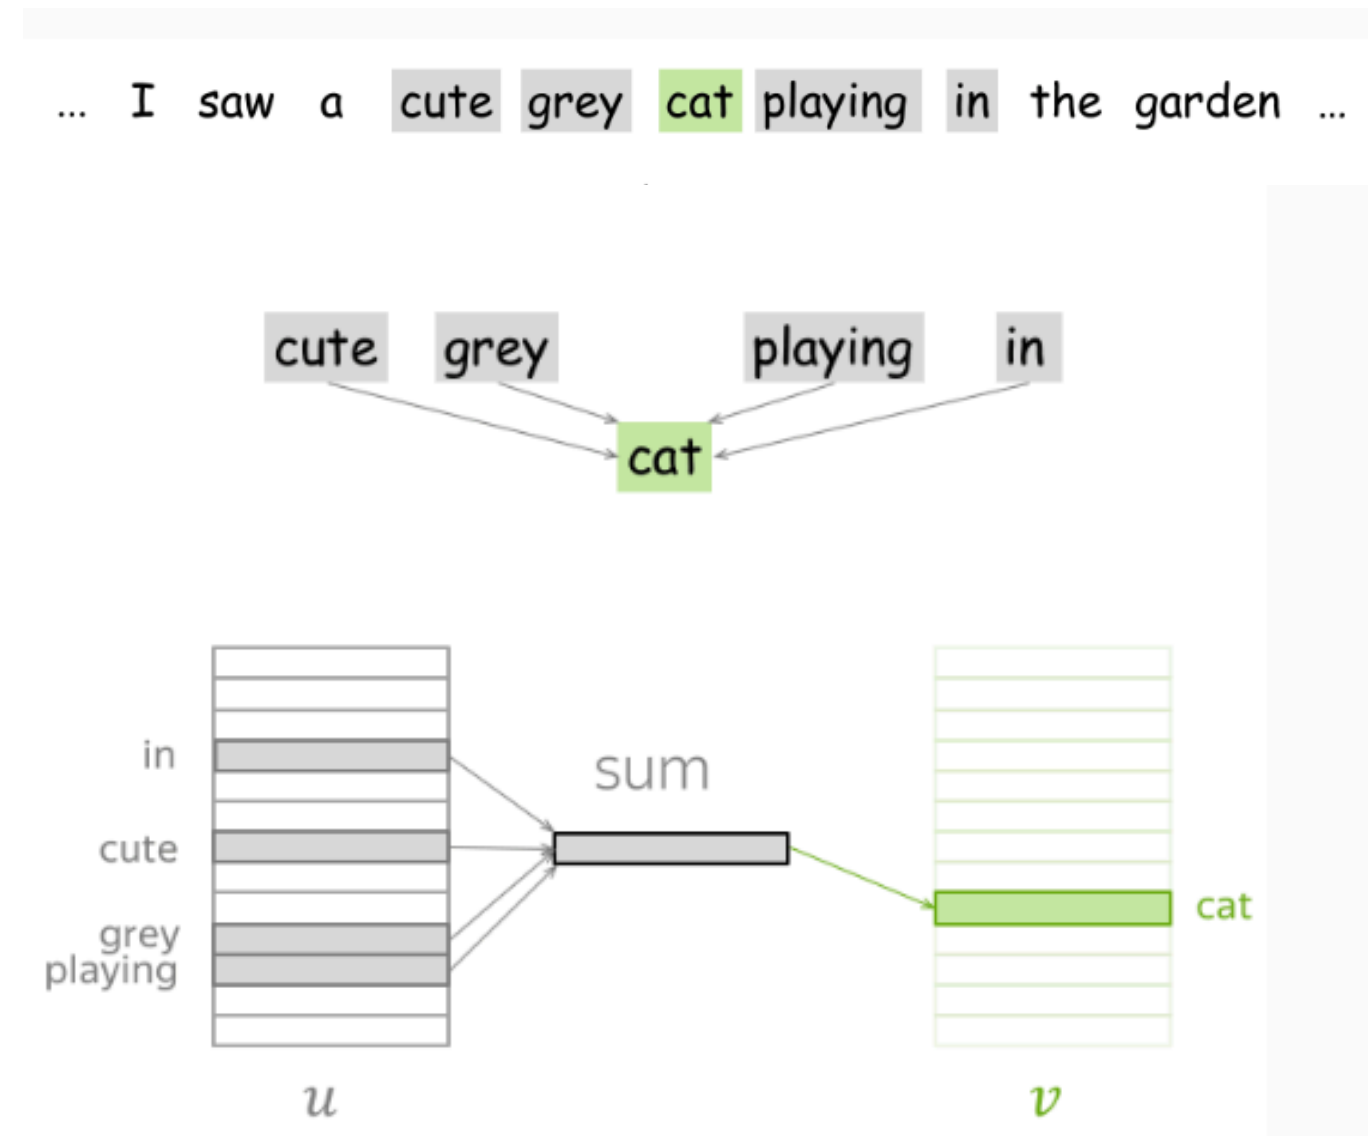 ... I saw a cute grey cat playing in the garden ...
cute grey playing in
cat
in
sum
cute
cat
grey
playing
u
v